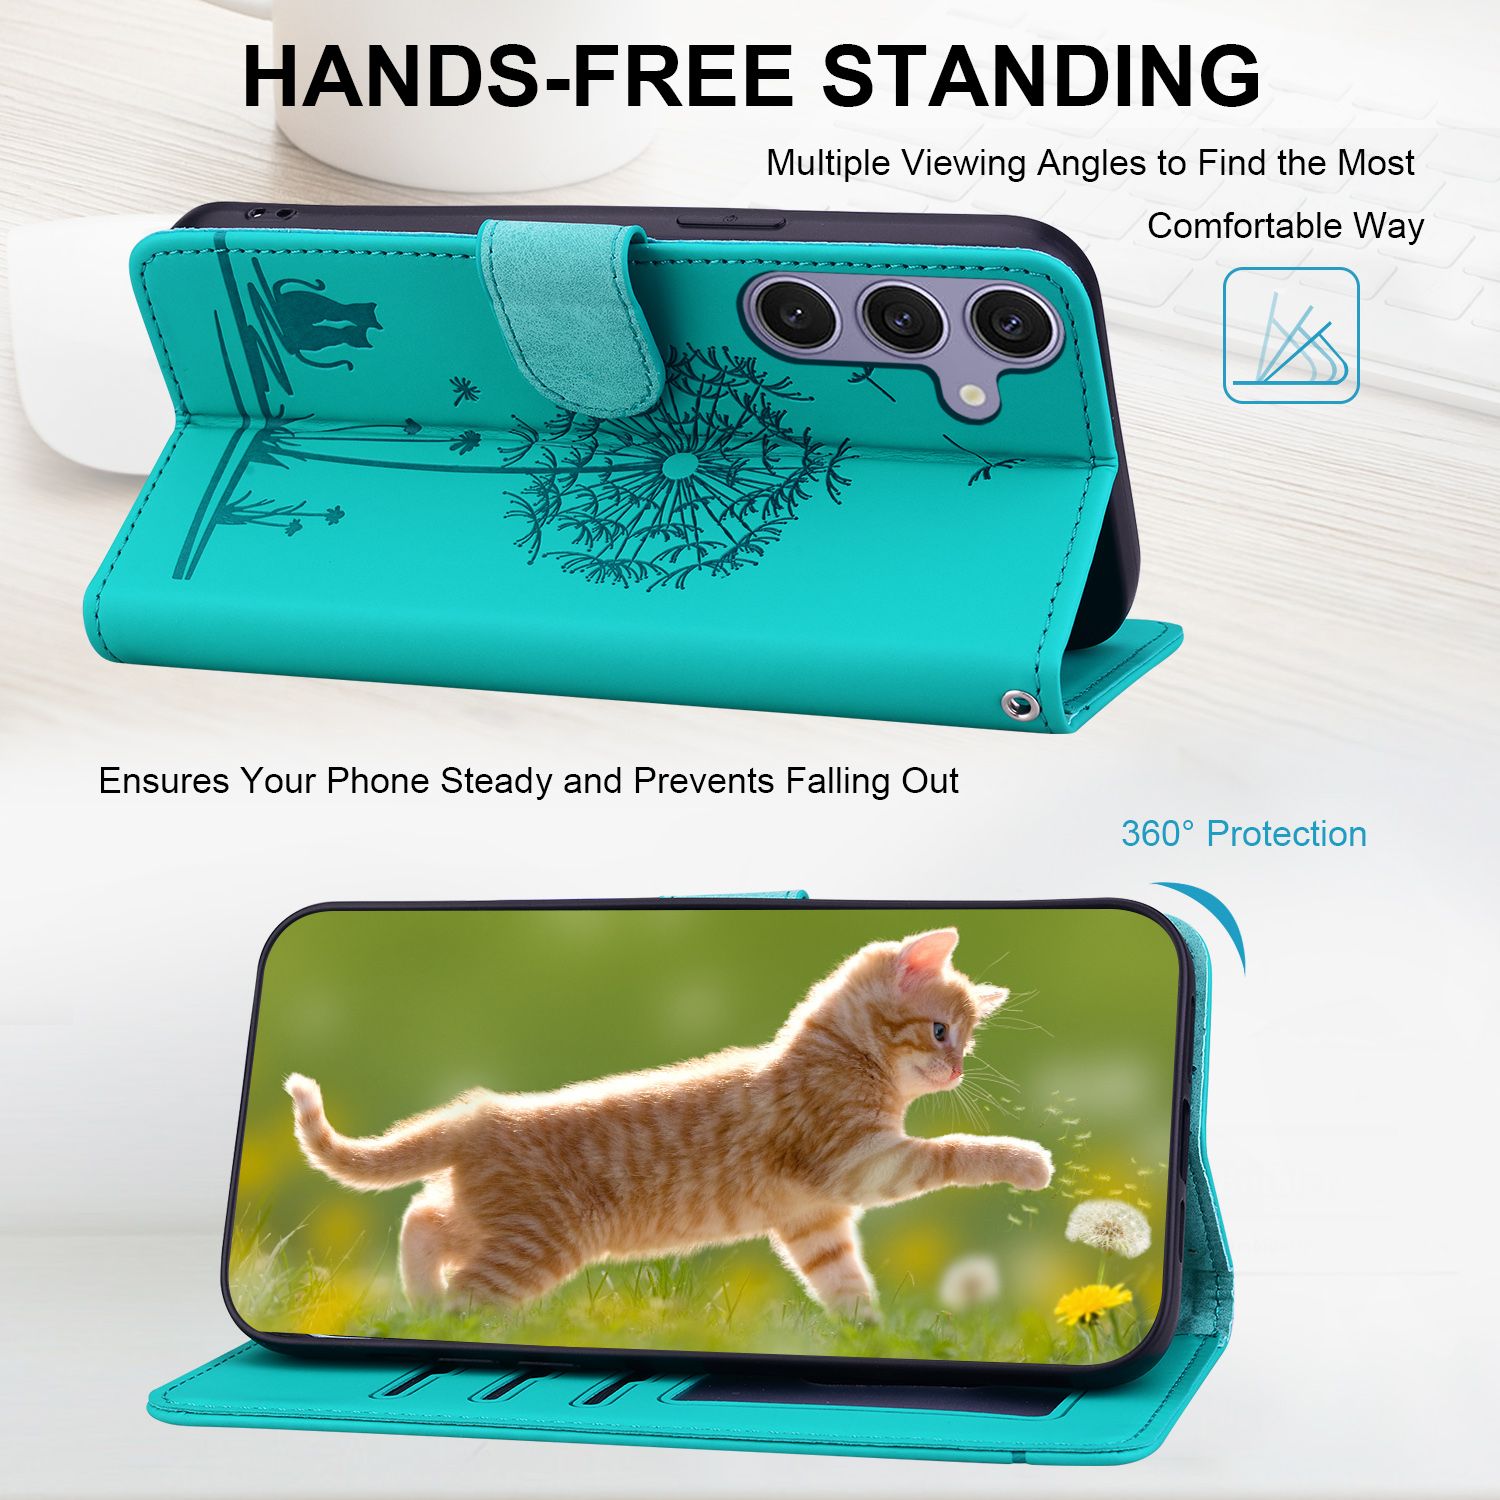 HANDS-FREE STANDING
Multiple Viewing Angles to Find the Most
Comfortable Way
Ensures Your Phone Steady and Prevents Falling Out
360° Protection